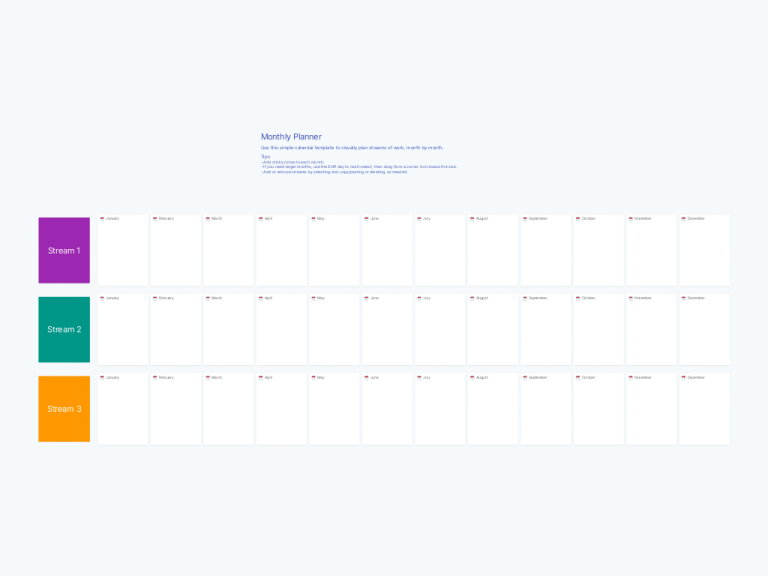 Monthly Planner
Use this simple calendar template to visually plan streams of work, month by month.
Tips
-Add sticky notes to each month.
-If you need larger months, use the Shift key to multi select, then drag from a corner to increase the size.
-Add or remove streams by selecting and copy/pasting or deleting, as needed.
January February March April May June July August September October November December
Stream 1
January February March April May June July August September October November December
Stream 2
January February March April May June July August September October November December
Stream 3